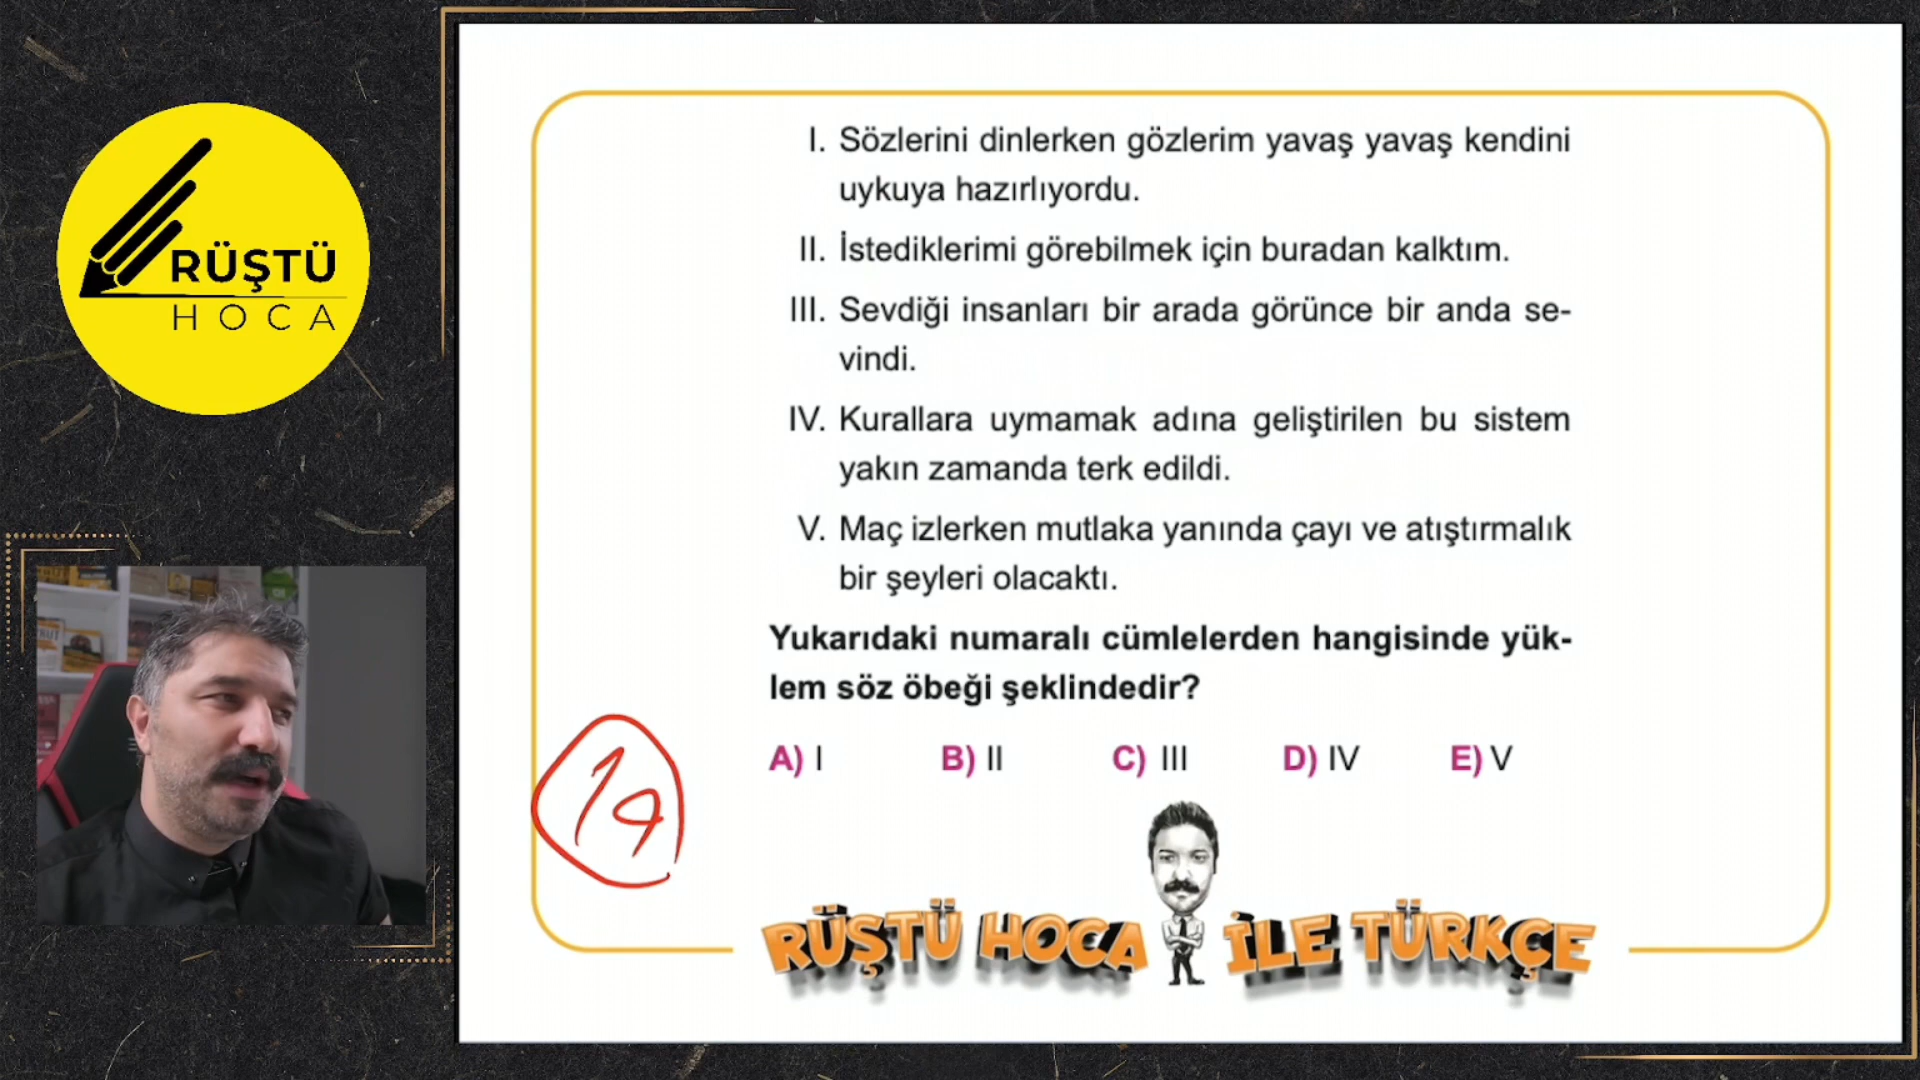 RÜŞTÜ
HOCA
I. Sözlerini dinlerken gözlerim yavaş yavaş kendini
uykuya hazırlıyordu.
II. İstediklerimi görebilmek için buradan kalktım.
III. Sevdiği insanları bir arada görünce bir anda se-
vindi.
IV. Kurallara uymamak adına geliştirilen bu sistem
yakın zamanda terk edildi.
V. Maç izlerken mutlaka yanında çayı ve atıştırmalık
bir şeyleri olacaktı.
Yukarıdaki numaralı cümlelerden hangisinde yük-
lem söz öbeği şeklindedir?
A) I B) II C) III D) IV E) V
RÜŞTÜ HOCA İLE TÜRKÇE